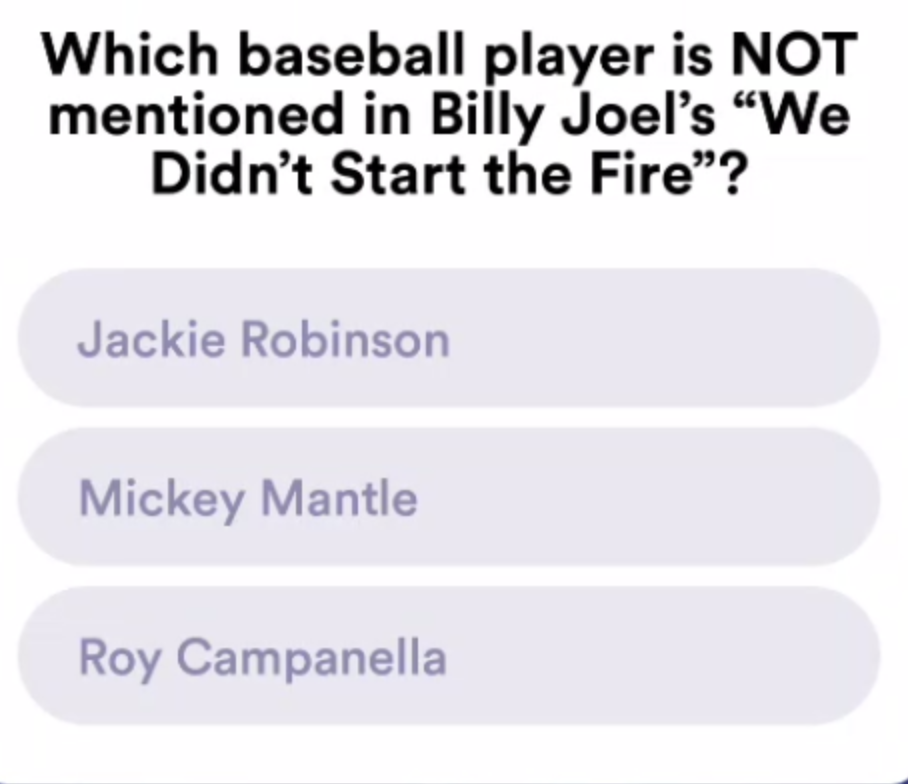 Which baseball player is NOT
mentioned in Billy Joel’s “We
Didn’t Start the Fire”?
Jackie Robinson
Mickey Mantle
Roy Campanella